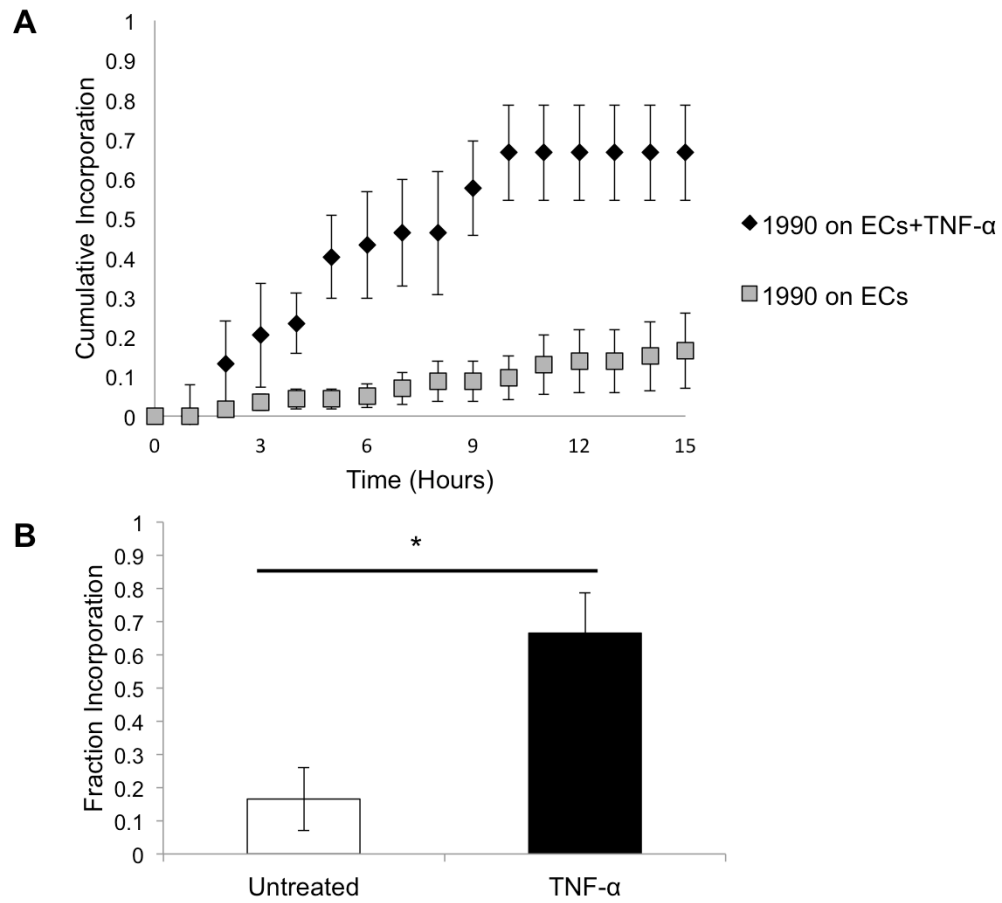 A
1
0.9
0.8
0.7
0.6
0.5
0.4
0.3
0.2
0.1
0
Cumulative Incorporation
0 3 6 9 12 15
Time (Hours)
1990 on ECs+TNF-α
1990 on ECs
B
1
0.9
0.8
0.7
0.6
0.5
0.4
0.3
0.2
0.1
0
Fraction Incorporation
*
Untreated TNF-α